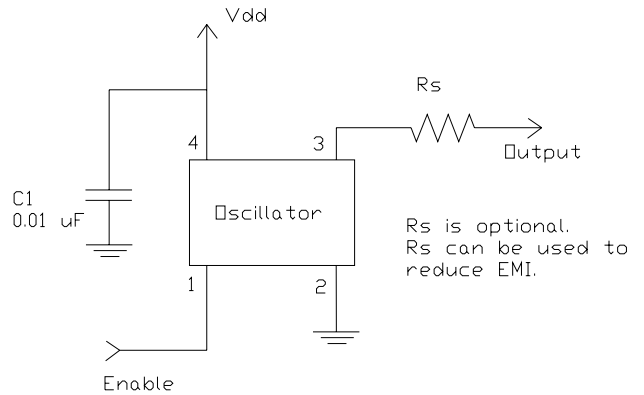 Vdd
Rs
4
3
Output
C1
0.01 uF
Oscillator
Rs is optional.
Rs can be used to
reduce EMI.
1
2
Enable